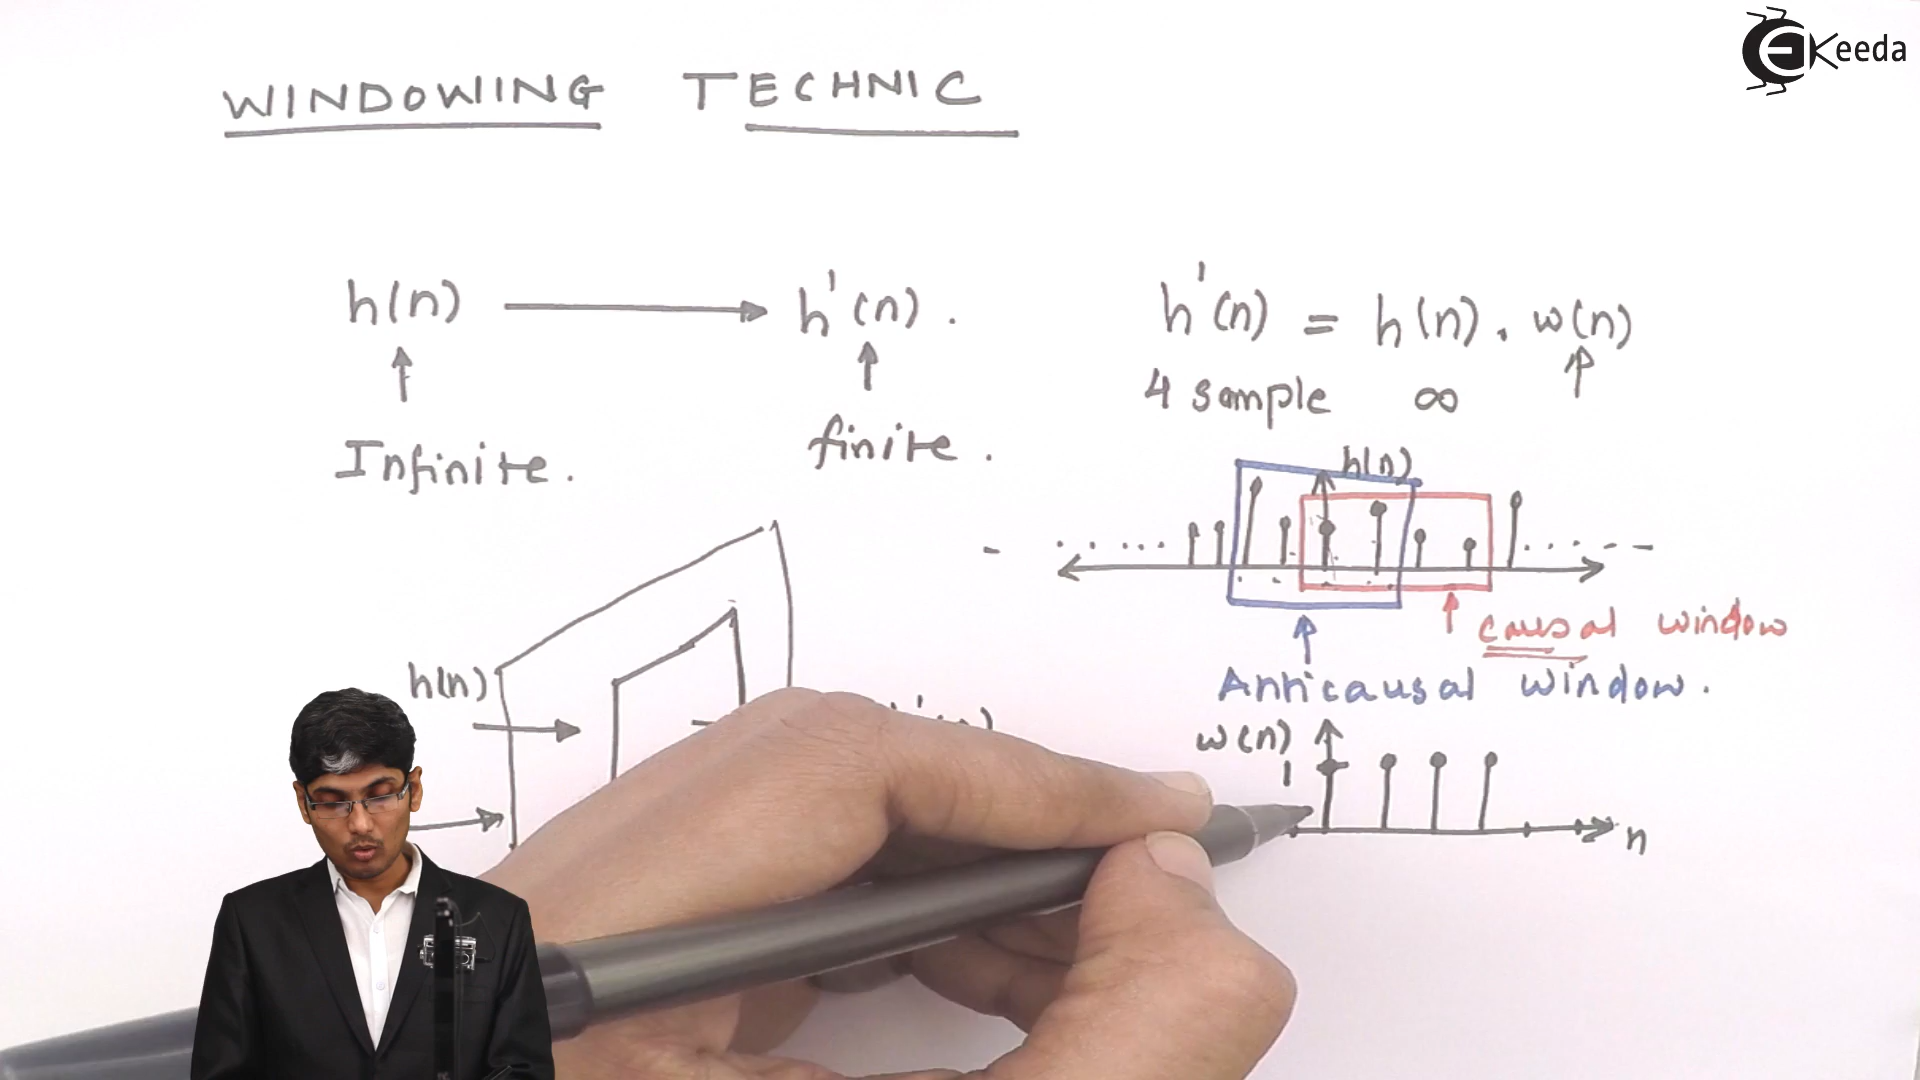 Keeda
WINDOWING TECHNIC
h(n) h'(n).
Infinite. finite.
h'(n) = h(n). w(n)
4 sample ∞
h(n)
causal window
Anticausal window.
h(n)
w(n)
1
n